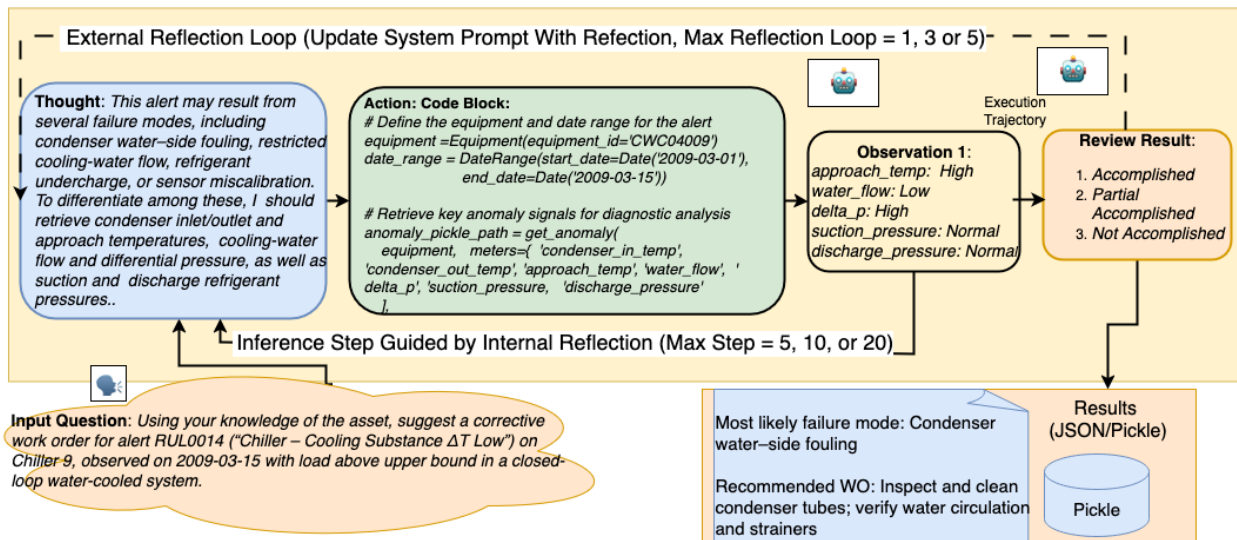 External Reflection Loop (Update System Prompt With Refection, Max Reflection Loop = 1, 3 or 5)
Thought: This alert may result from
several failure modes, including
condenser water–side fouling, restricted
cooling-water flow, refrigerant
undercharge, or sensor miscalibration.
To differentiate among these, I should
retrieve condenser inlet/outlet and
approach temperatures, cooling-water
flow and differential pressure, as well as
suction and discharge refrigerant
pressures..
Action: Code Block:
# Define the equipment and date range for the alert
equipment =Equipment(equipment_id='CWC04009')
date_range = DateRange(start_date=Date('2009-03-01'),
end_date=Date('2009-03-15'))
# Retrieve key anomaly signals for diagnostic analysis
anomaly_pickle_path = get_anomaly(
equipment, meters={ 'condenser_in_temp',
'condenser_out_temp', 'approach_temp', 'water_flow', '
delta_p', 'suction_pressure, 'discharge_pressure'
],
Observation 1:
approach_temp: High
water_flow: Low
delta_p: High
suction_pressure: Normal
discharge_pressure: Normal
Execution
Trajectory
Review Result:
1. Accomplished
2. Partial
Accomplished
3. Not Accomplished
Inference Step Guided by Internal Reflection (Max Step = 5, 10, or 20)
Input Question: Using your knowledge of the asset, suggest a corrective
work order for alert RUL0014 (“Chiller – Cooling Substance ΔT Low”) on
Chiller 9, observed on 2009-03-15 with load above upper bound in a closed-
loop water-cooled system.
Most likely failure mode: Condenser
water–side fouling
Recommended WO: Inspect and clean
condenser tubes; verify water circulation
and strainers
Results
(JSON/Pickle)
Pickle